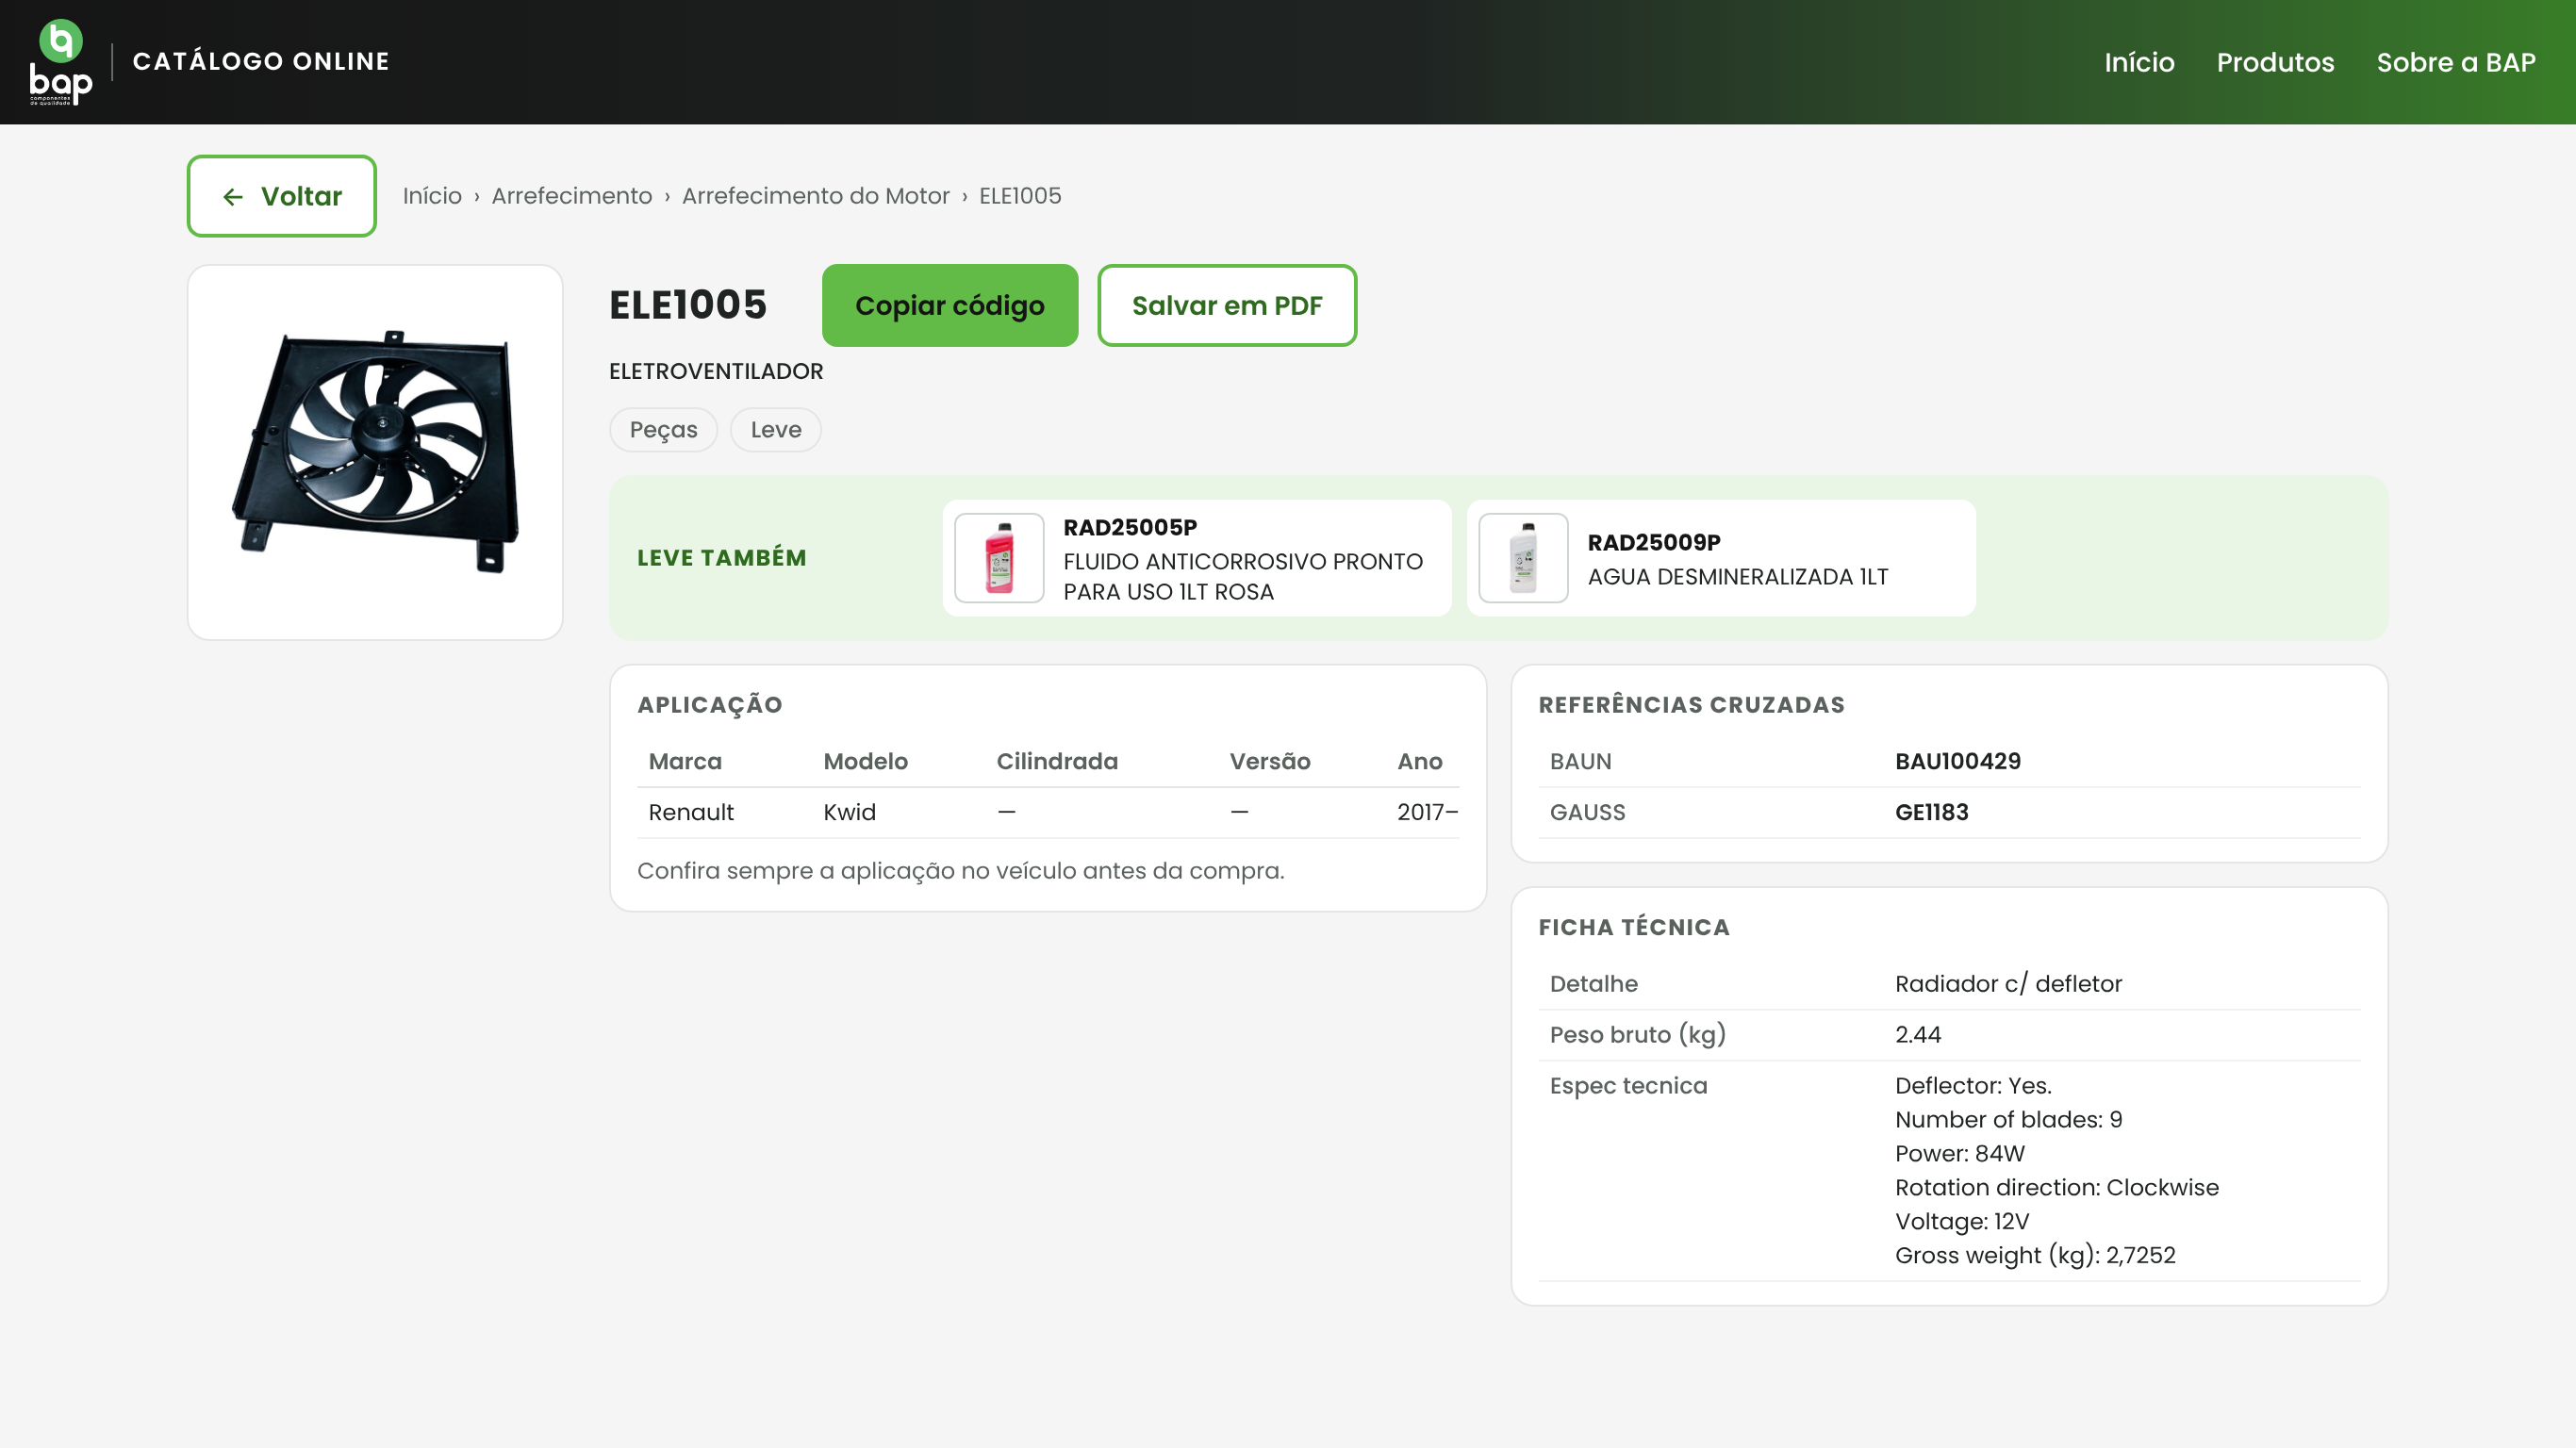 bap
componentes
de qualidade
CATÁLOGO ONLINE
Início
Produtos
Sobre a BAP
← Voltar
Início › Arrefecimento › Arrefecimento do Motor › ELE1005
ELE1005
Copiar código
Salvar em PDF
ELETROVENTILADOR
Peças
Leve
LEVE TAMBÉM
RAD25005P
FLUIDO ANTICORROSIVO PRONTO
PARA USO 1LT ROSA
RAD25009P
AGUA DESMINERALIZADA 1LT
APLICAÇÃO
Marca Modelo Cilindrada Versão Ano
Renault Kwid — — 2017–
Confira sempre a aplicação no veículo antes da compra.
REFERÊNCIAS CRUZADAS
BAUN BAU100429
GAUSS GE1183
FICHA TÉCNICA
Detalhe Radiador c/ defletor
Peso bruto (kg) 2.44
Espec tecnica Deflector: Yes.
Number of blades: 9
Power: 84W
Rotation direction: Clockwise
Voltage: 12V
Gross weight (kg): 2,7252